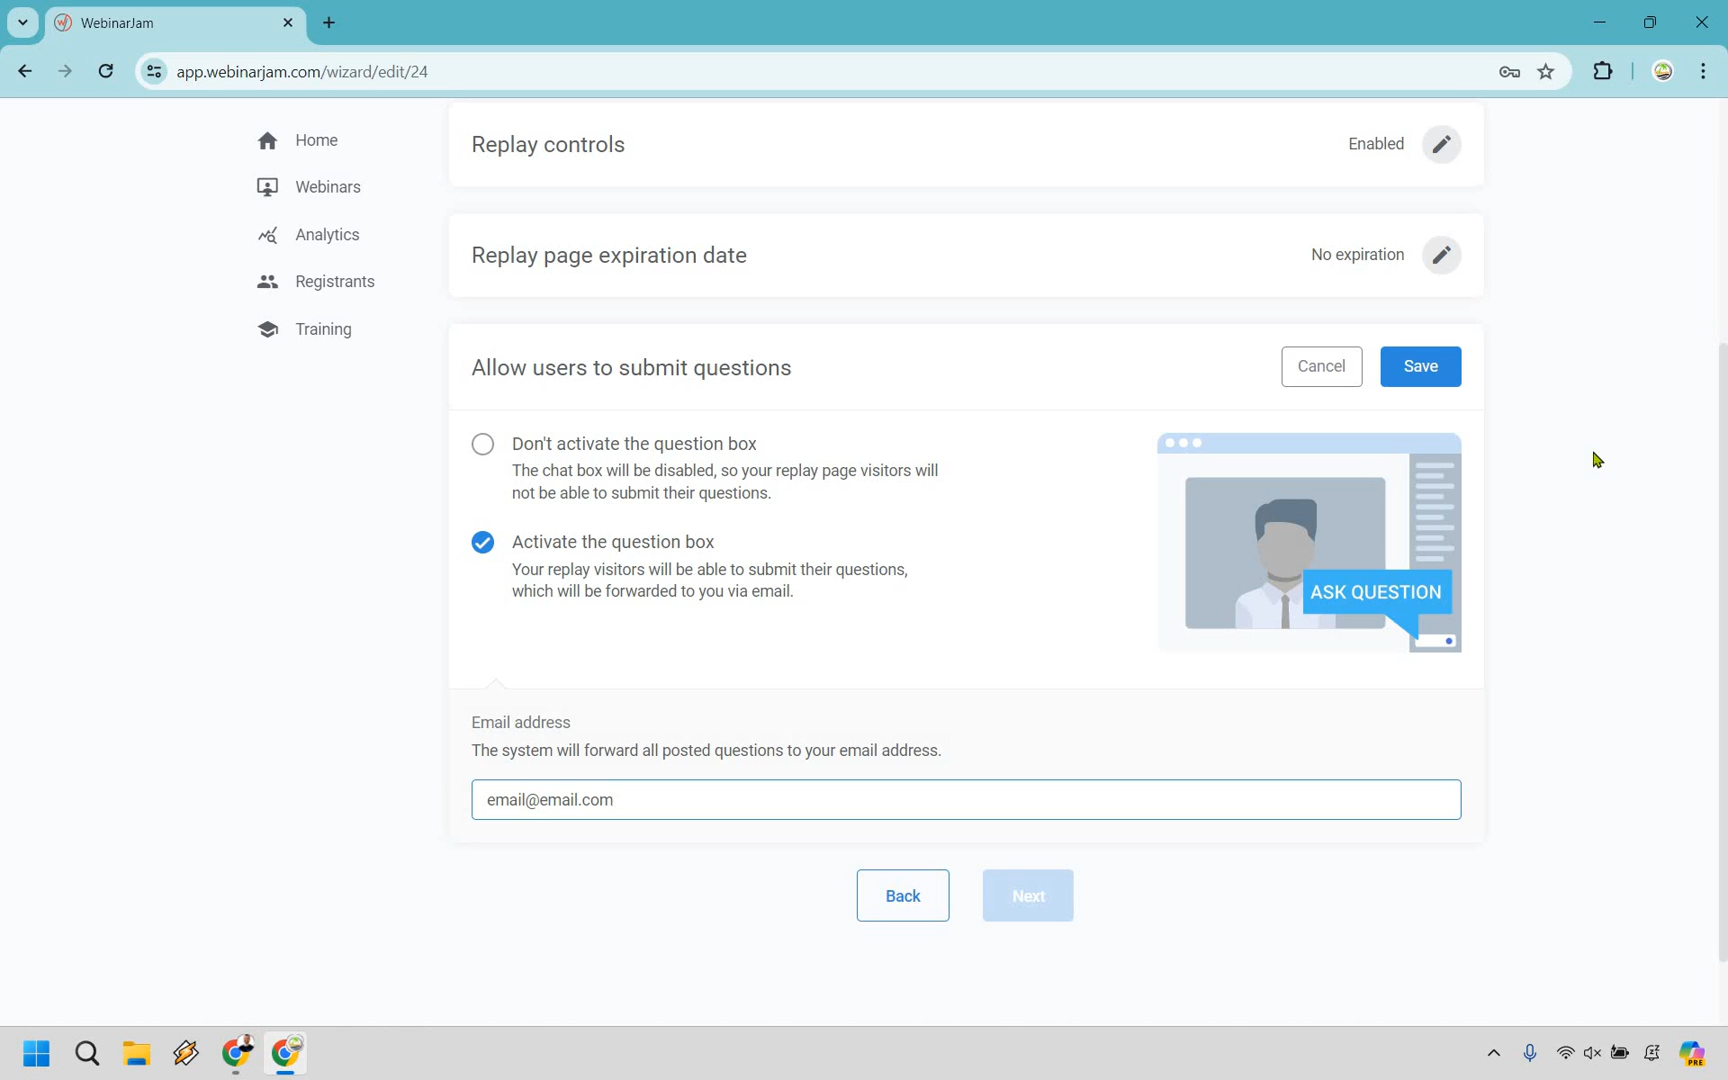 WebinarJam
app.webinarjam.com/wizard/edit/24
Home
Webinars
Analytics
Registrants
Training
Replay controls
Enabled
Replay page expiration date
No expiration
Allow users to submit questions
Cancel
Save
Don't activate the question box
The chat box will be disabled, so your replay page visitors will
not be able to submit their questions.
Activate the question box
Your replay visitors will be able to submit their questions,
which will be forwarded to you via email.
ASK QUESTION
Email address
The system will forward all posted questions to your email address.
email@email.com
Back
Next
PRE